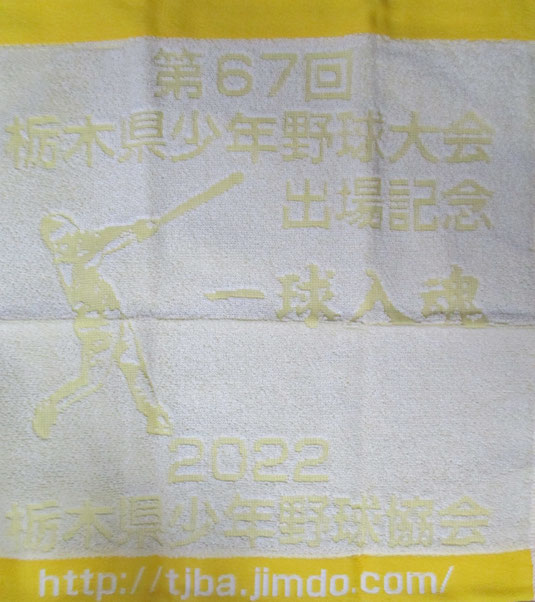 第67回
栃木県少年野球大会
出場記念
一球入魂
2022
栃木県少年野球協会
http://tjba.jimdo.com/